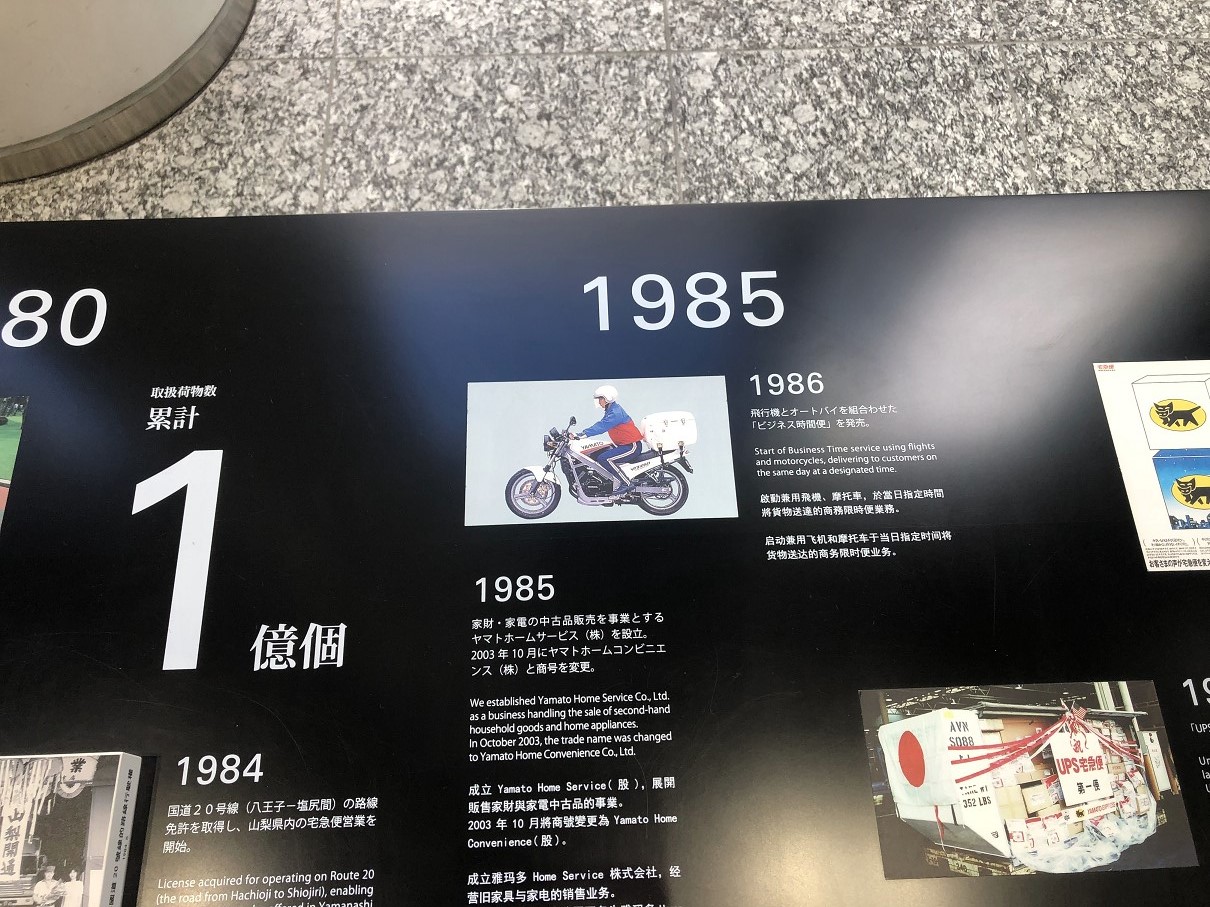 80
1985
取扱荷物数
累計
1
億個
1984
国道２０号線（八王子－塩尻間）の路線
免許を取得し、山梨県内の宅急便営業を
開始。
License acquired for operating on Route 20
(the road from Hachioji to Shiojiri), enabling
山梨開通
YAMATO
1985
家財・家電の中古品販売を事業とする
ヤマトホームサービス（株）を設立。
2003 年 10 月にヤマトホームコンビニエ
ンス（株）と商号を変更。
We established Yamato Home Service Co., Ltd.
as a business handling the sale of second-hand
household goods and home appliances.
In October 2003, the trade name was changed
to Yamato Home Convenience Co., Ltd.
成立 Yamato Home Service( 股 )，展開
販售家財與家電中古品的事業。
2003 年 10 月將商號變更為 Yamato Home
Convenience( 股 )。
成立雅玛多 Home Service 株式会社，经
营旧家具与家电的销售业务。
1986
飛行機とオートバイを組合わせた
「ビジネス時間便」を発売。
Start of Business Time service using flights
and motorcycles, delivering to customers on
the same day at a designated time.
啟動兼用飛機、摩托車，於當日指定時間
將貨物送達的商務限時便業務。
启动兼用飞机和摩托车于当日指定时间将
货物送达的商务限时便业务。
宅急便
AVN
S088
352 LBS
祝
UPS宅急便
第一便
19
「UPS